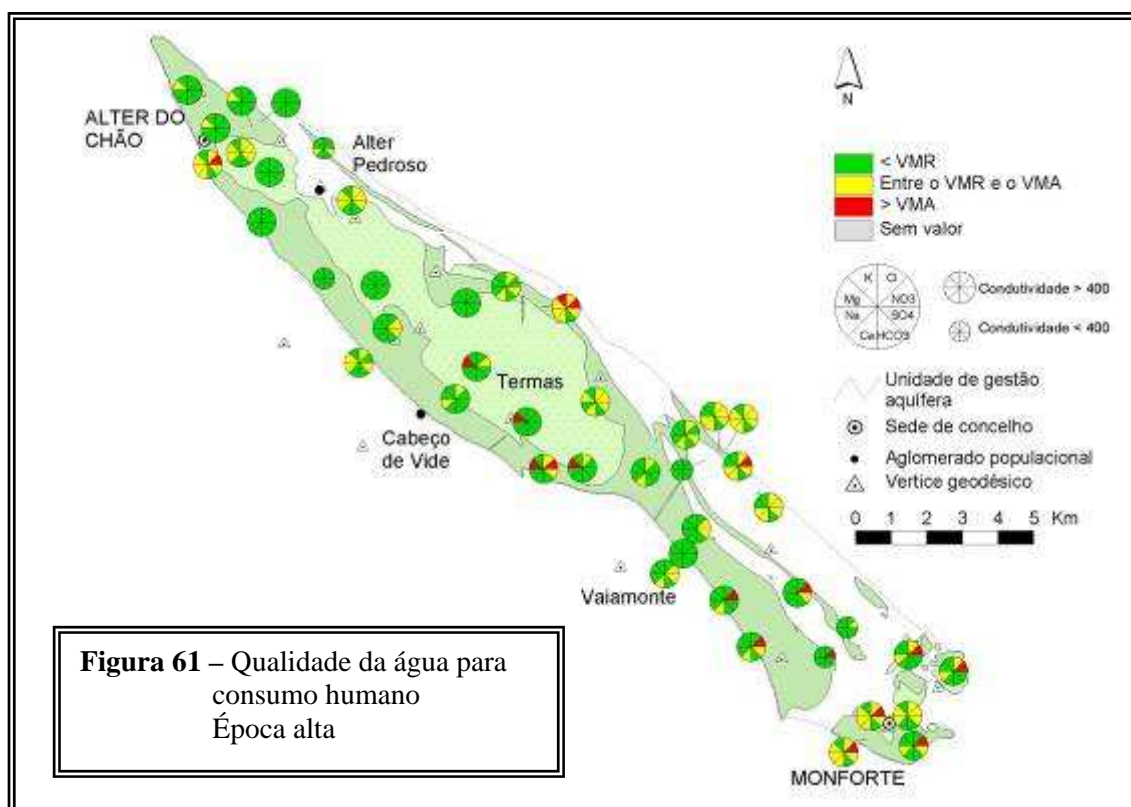 ALTER DO
CHÃO
Alter
Pedroso
Termas
Cabeço
de Vide
Vaiamonte
MONFORTE
N
< VMR
Entre o VMR e o VMA
> VMA
Sem valor
K Cl
Mg NO3
Na SO4
Ca HCO3
Condutividade > 400
Condutividade < 400
Unidade de gestão
aquífera
Sede de concelho
Aglomerado populacional
Vertice geodésico
0 1 2 3 4 5 Km
Figura 61 – Qualidade da água para
consumo humano
Época alta